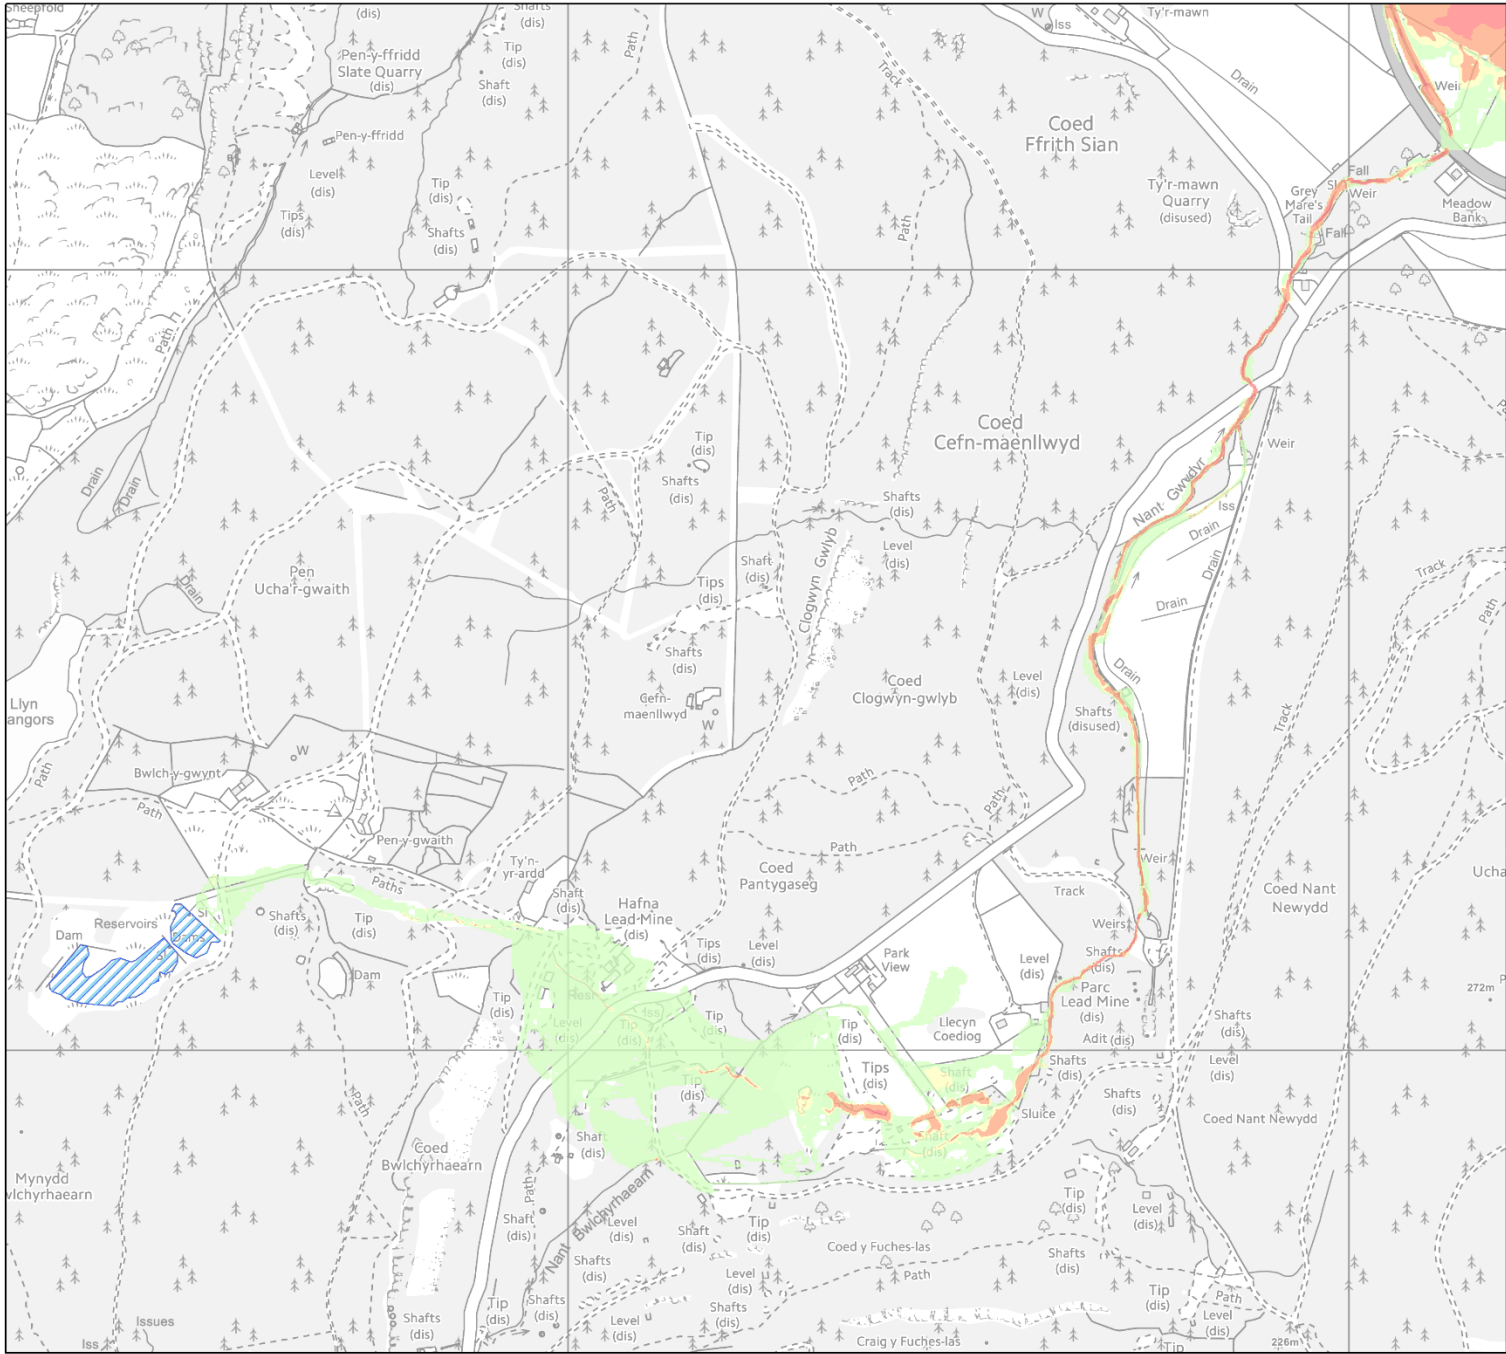 Sheepfold
(dis)
Shafts
(dis)
W
Iss
Ty'r-mawn
Pen-y-ffridd
Slate Quarry
(dis)
Tip
(dis)
Shaft
(dis)
Path
Track
Drain
Weir
Pen-y-ffridd
Coed
Ffrith Sian
Level
(dis)
Tips
(dis)
Tip
(dis)
Shafts
(dis)
Path
Ty'r-mawn
Quarry
(disused)
Grey
Mare's
Tail
Fall
Sl
Weir
Fall
Meadow
Bank
Path
Drain
Drain
Tip
(dis)
Shafts
(dis)
Path
Coed
Cefn-maenllwyd
Shafts
(dis)
Level
(dis)
Nant Gwydyr
Weir
Iss
Drain
Drain
Drain
Pen
Ucha'r-gwaith
Drain
Tips
(dis)
Shaft
(dis)
Clogwyn Gwlyb
Track
Path
Shafts
(dis)
Cefn-
maenllwyd
W
Coed
Clogwyn-gwlyb
Level
(dis)
Drain
Shafts
(disused)
Track
Llyn
angors
Path
Bwlch-y-gwynt
W
Path
Pen-y-gwaith
Paths
Ty'n-
yr-ardd
Shaft
(dis)
Path
Path
Path
Coed
Pantygaseg
Track
Weir
Coed Nant
Newydd
Ucha
Reservoirs
Dam
Sl
Dams
Sl
Shafts
(dis)
Tip
(dis)
Dam
Hafna
Lead Mine
(dis)
Tips
(dis)
Level
(dis)
Park
View
Weirs
Shafts
(dis)
Level
(dis)
Parc
Lead Mine
(dis)
Adit (dis)
272m
Tip
(dis)
Resr
Level
(dis)
Iss
Tip
(dis)
Tip
(dis)
Llecyn
Coediog
Shafts
(dis)
Level
(dis)
Tip
(dis)
Tips
(dis)
Shaft
(dis)
Shafts
(dis)
Tip
(dis)
Sluice
Shaft
(dis)
Shafts
(dis)
Coed Nant Newydd
Path
Coed
Bwlchyrhaearn
Shaft
(dis)
Mynydd
wlchyrhaearn
Path
Nant Bwlchyrhaearn
Shaft
(dis)
Level
(dis)
Shaft
(dis)
Tip
(dis)
Tip
(dis)
Level
(dis)
Coed y Fuches-las
Path
Shafts
(dis)
Shafts
(dis)
Level
(dis)
Shafts
(dis)
Tip
(dis)
Path
Level
(dis)
Issues
Iss
Shafts
(dis)
Tip
(dis)
Shafts
(dis)
Level
(dis)
Craig y Fuches-las
Tip
226m